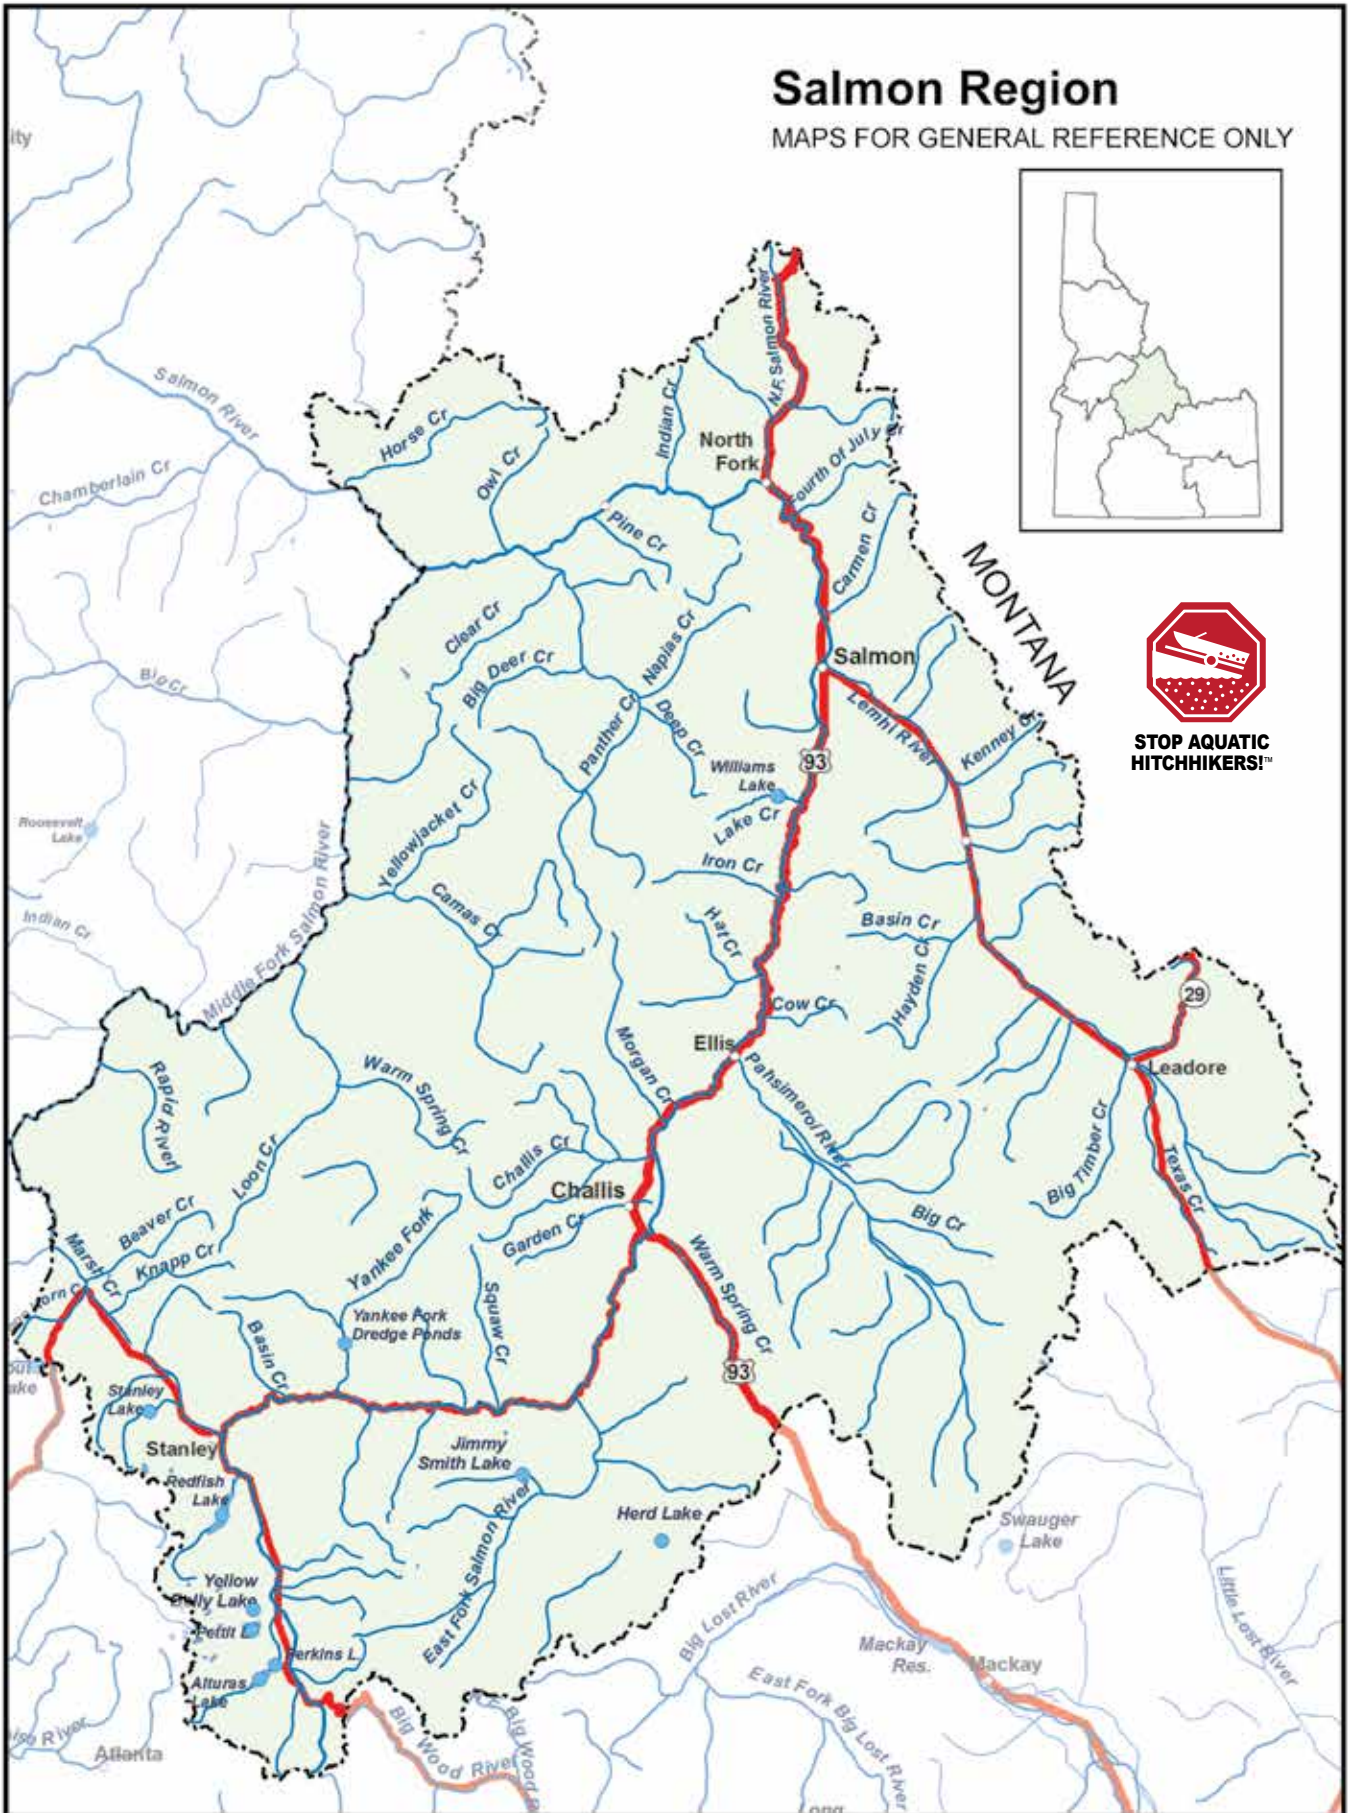 Salmon Region
MAPS FOR GENERAL REFERENCE ONLY
ity
Salmon River
Chamberlain Cr
Horse Cr
Owl Cr
Indian Cr
N.F. Salmon River
North
Fork
Fourth Of July Cr
Pine Cr
Carmen Cr
MONTANA
STOP AQUATIC
HITCHHIKERS!™
Clear Cr
Big Deer Cr
Napias Cr
Salmon
Big Cr
Panther Cr
Deep Cr
Lemhi River
Kenney Cr
93
Williams
Lake
Lake Cr
Roosevelt
Lake
Yellowjacket Cr
Iron Cr
Camas Cr
Hat Cr
Basin Cr
Hayden Cr
Indian Cr
Middle Fork Salmon River
29
Cow Cr
Ellis
Leadore
Morgan Cr
Pahsimeroi River
Rapid River
Warm Spring Cr
Loon Cr
Challis Cr
Challis
Big Timber Cr
Texas Cr
Beaver Cr
Knapp Cr
Marsh Cr
Yankee Fork
Garden Cr
Big Cr
Warm Spring Cr
Horn
Yankee Fork
Dredge Ponds
Squaw Cr
Basin Cr
93
ake
Stanley
Lake
Stanley
Jimmy
Smith Lake
Redfish
Lake
Herd Lake
Swauger
Lake
East Fork Salmon River
Yellow
Belly Lake
Pettit L.
Perkins L.
Alturas
Lake
Big Lost River
Little Lost River
Mackay
Res.
Mackay
East Fork Big Lost River
Big Wood River
Big Wood R
River
Atlanta